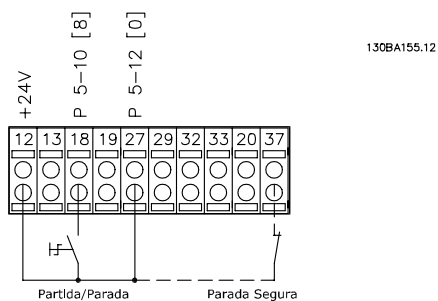 130BA155.12
+24V
P 5-10 [8]
P 5-12 [0]
12 13 18 19 27 29 32 33 20 37
Partida/Parada Parada Segura